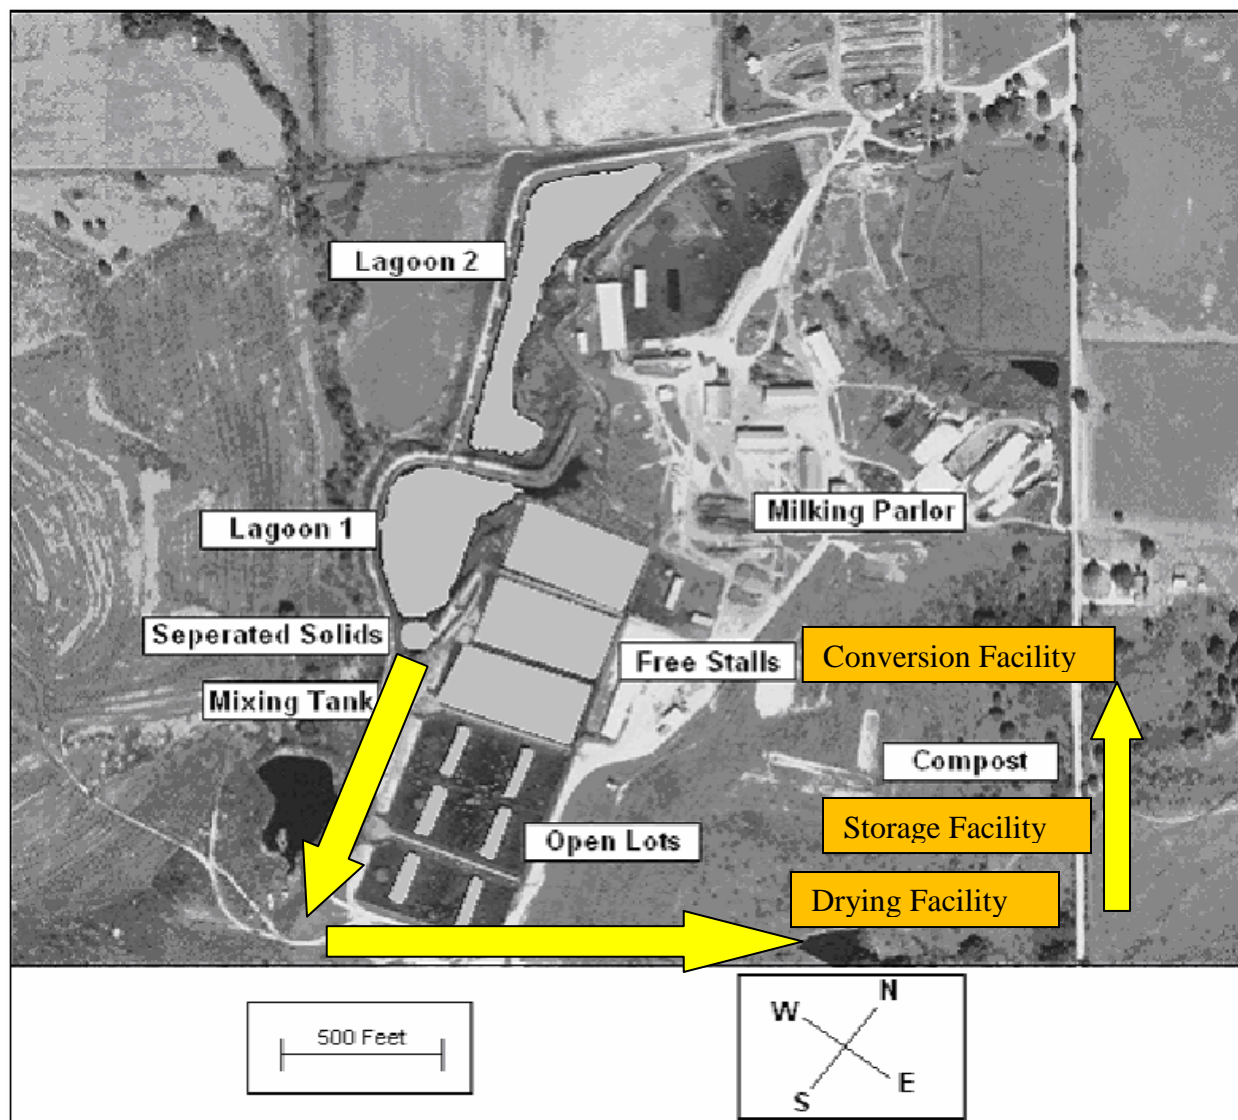 Lagoon 2
Lagoon 1
Milking Parlor
Seperated Solids
Free Stalls
Conversion Facility
Mixing Tank
Compost
Storage Facility
Open Lots
Drying Facility
500 Feet
N
W
E
S